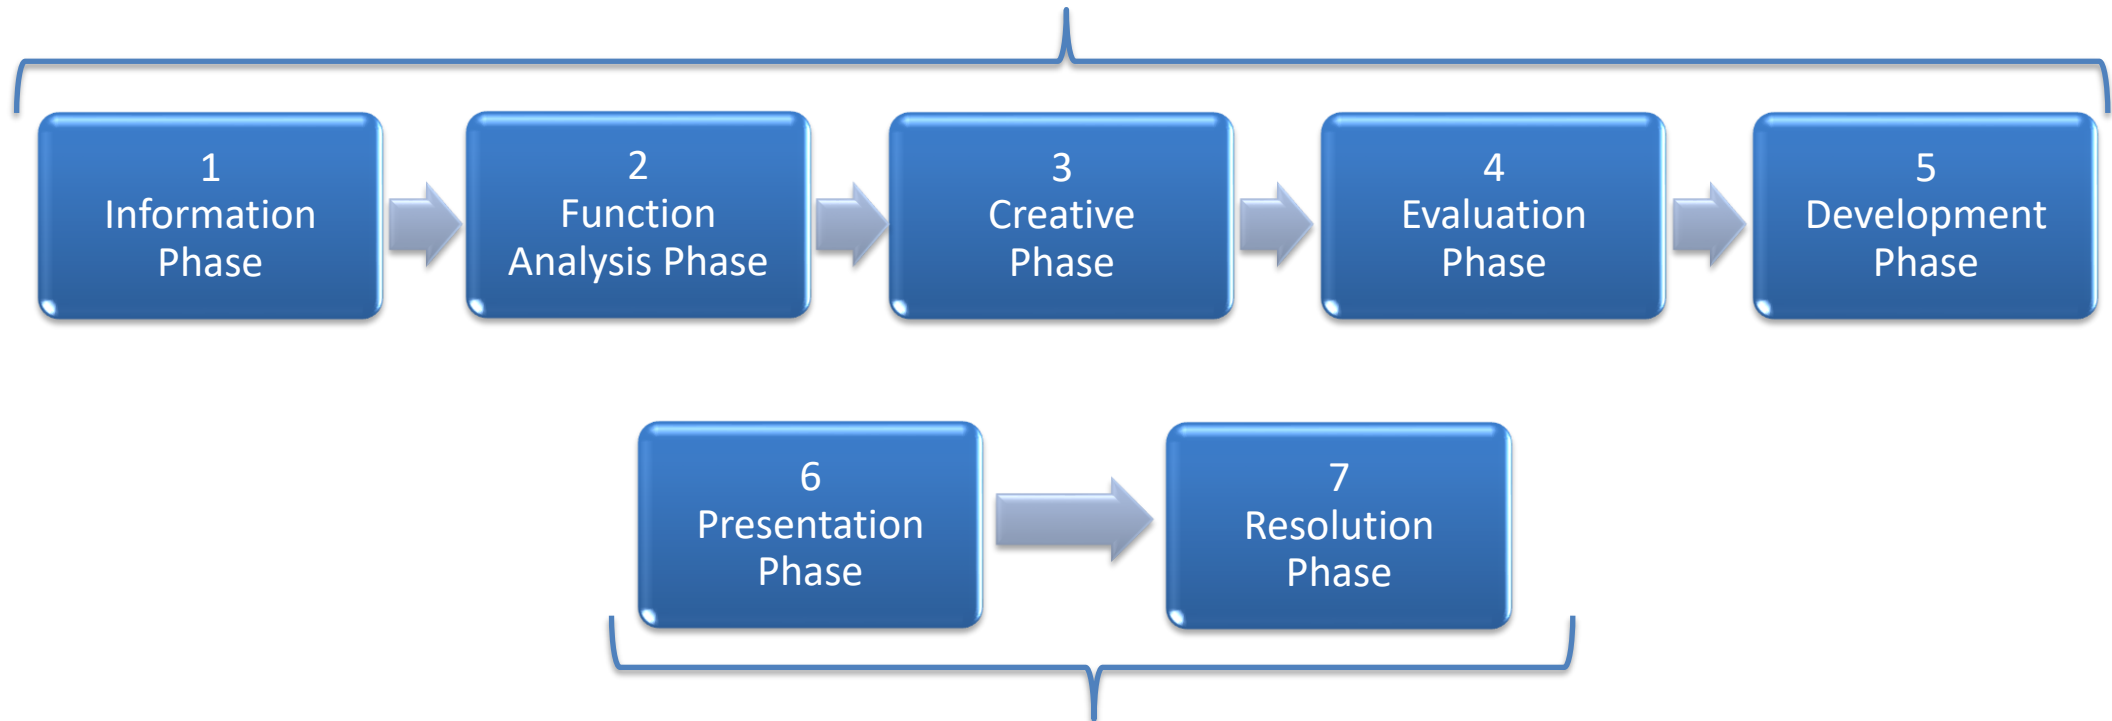 1
Information
Phase
2
Function
Analysis Phase
3
Creative
Phase
4
Evaluation
Phase
5
Development
Phase
6
Presentation
Phase
7
Resolution
Phase